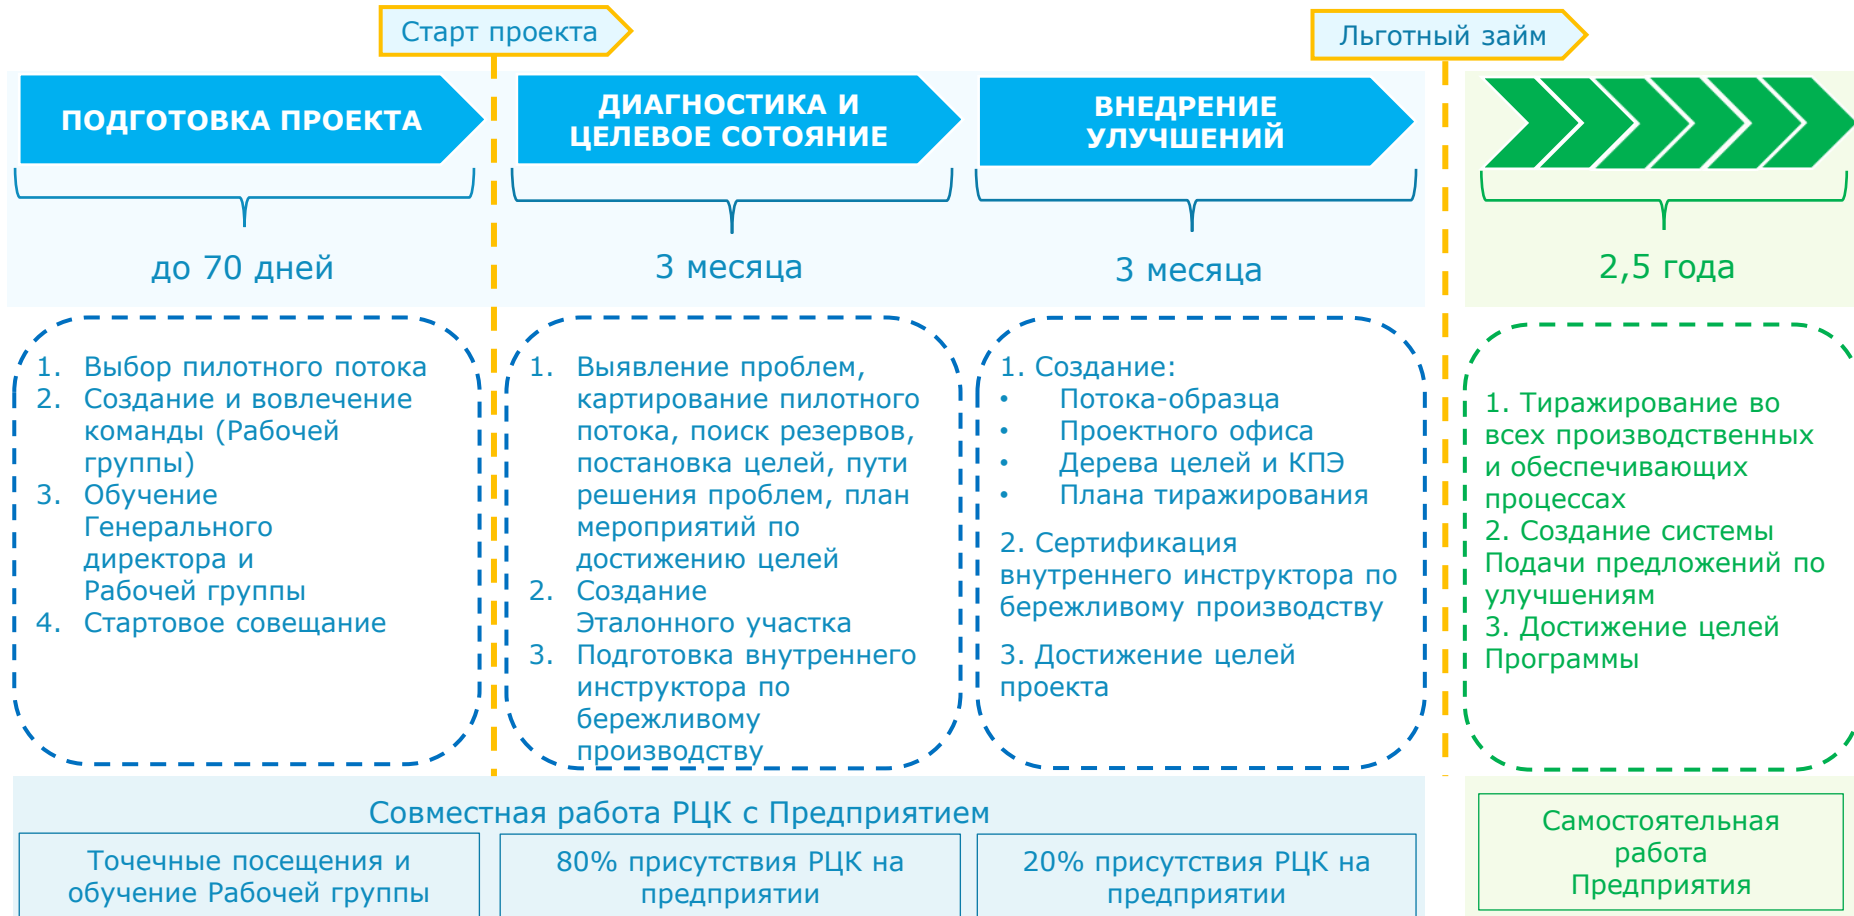 Старт проекта
Льготный займ
ПОДГОТОВКА ПРОЕКТА
ДИАГНОСТИКА И
ЦЕЛЕВОЕ СОТОЯНИЕ
ВНЕДРЕНИЕ
УЛУЧШЕНИЙ
до 70 дней
3 месяца
3 месяца
2,5 года
1. Выбор пилотного потока
2. Создание и вовлечение
команды (Рабочей
группы)
3. Обучение
Генерального
директора и
Рабочей группы
4. Стартовое совещание
1. Выявление проблем,
картирование пилотного
потока, поиск резервов,
постановка целей, пути
решения проблем, план
мероприятий по
достижению целей
2. Создание
Эталонного участка
3. Подготовка внутреннего
инструктора по
бережливому
производству
1. Создание:
• Потока-образца
• Проектного офиса
• Дерева целей и КПЭ
• Плана тиражирования
2. Сертификация
внутреннего инструктора по
бережливому производству
3. Достижение целей
проекта
1. Тиражирование во
всех производственных
и обеспечивающих
процессах
2. Создание системы
Подачи предложений по
улучшениям
3. Достижение целей
Программы
Совместная работа РЦК с Предприятием
Точечные посещения и
обучение Рабочей группы
80% присутствия РЦК на
предприятии
20% присутствия РЦК на
предприятии
Самостоятельная
работа
Предприятия